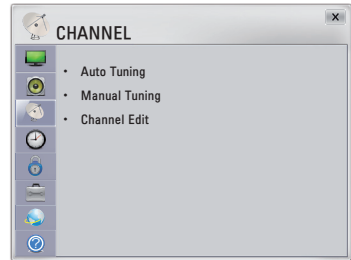 CHANNEL
x
• Auto Tuning
• Manual Tuning
• Channel Edit
?